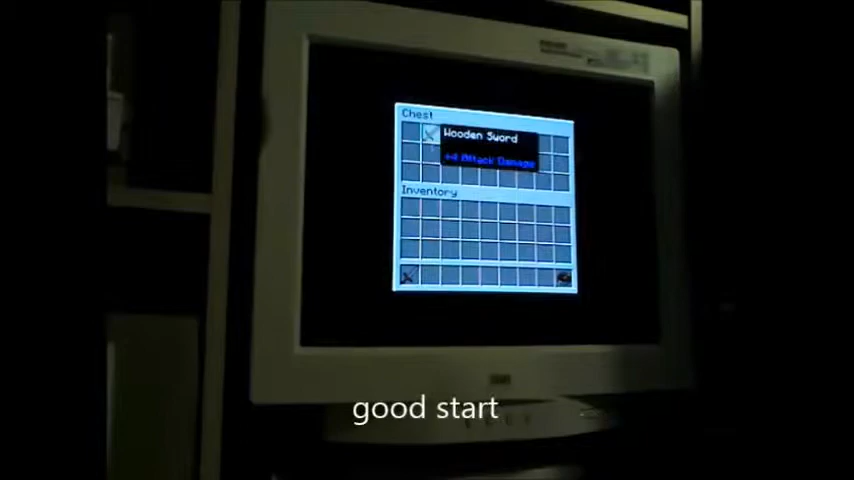 Chest
Wooden Sword
+4 Attack Damage
Inventory
good start